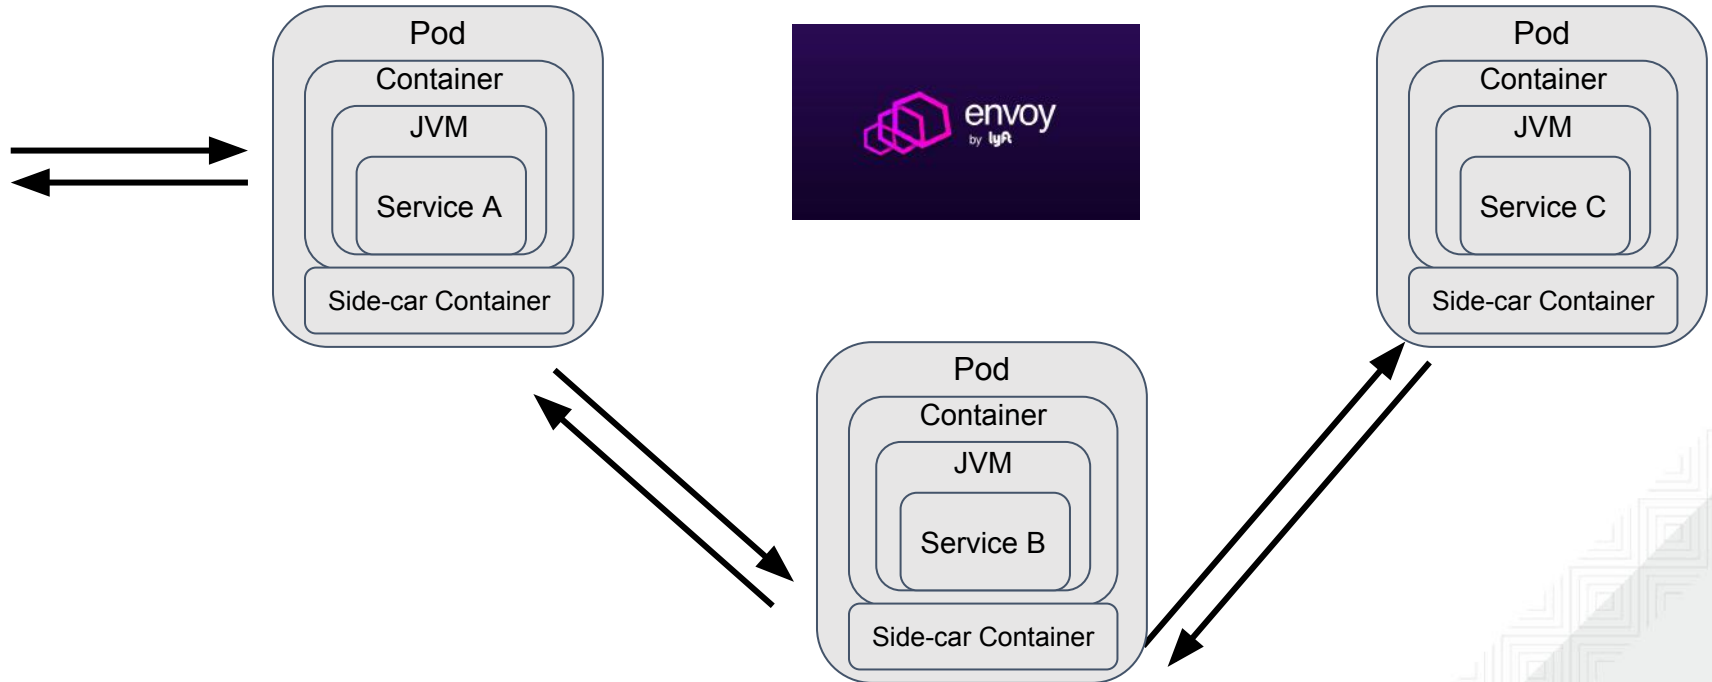 Pod
Container
JVM
Service A
Side-car Container
envoy
by lyft
Pod
Container
JVM
Service C
Side-car Container
Pod
Container
JVM
Service B
Side-car Container